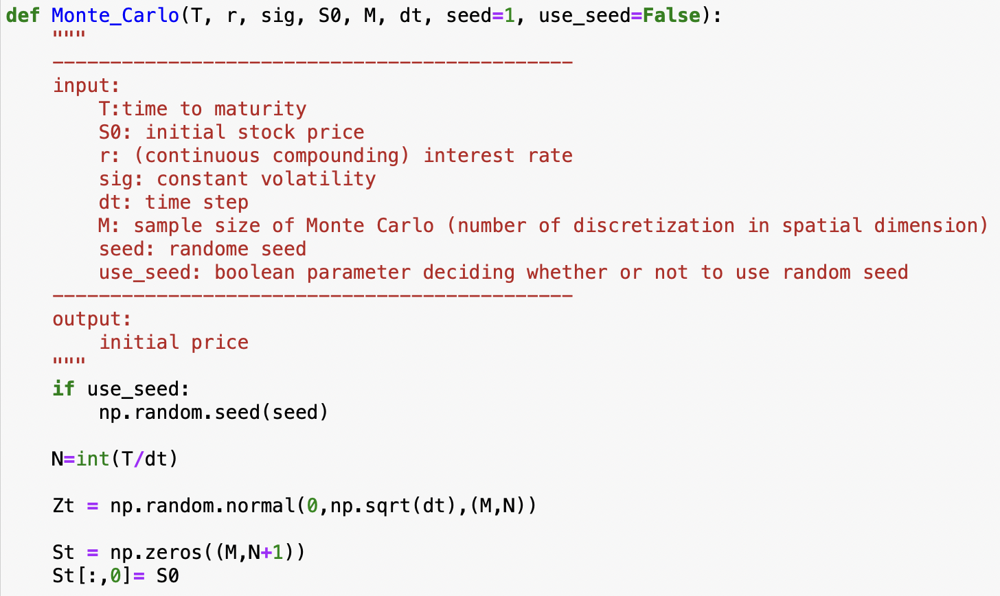 def Monte_Carlo(T, r, sig, S0, M, dt, seed=1, use_seed=False):
    """
    ---------------------------------------------
    input:
        T:time to maturity
        S0: initial stock price
        r: (continuous compounding) interest rate
        sig: constant volatility
        dt: time step
        M: sample size of Monte Carlo (number of discretization in spatial dimension)
        seed: randome seed
        use_seed: boolean parameter deciding whether or not to use random seed
    ---------------------------------------------
    output:
        initial price
    """
    if use_seed:
        np.random.seed(seed)

    N=int(T/dt)

    Zt = np.random.normal(0,np.sqrt(dt),(M,N))

    St = np.zeros((M,N+1))
    St[:,0]= S0